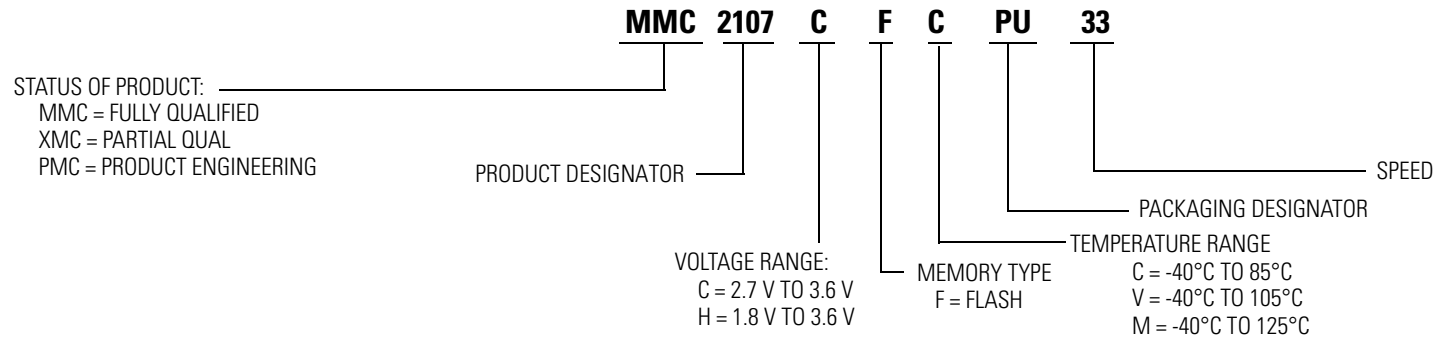 MMC 2107 C F C PU 33
STATUS OF PRODUCT:
MMC = FULLY QUALIFIED
XMC = PARTIAL QUAL
PMC = PRODUCT ENGINEERING
PRODUCT DESIGNATOR
SPEED
PACKAGING DESIGNATOR
VOLTAGE RANGE:
C = 2.7 V TO 3.6 V
H = 1.8 V TO 3.6 V
MEMORY TYPE
F = FLASH
TEMPERATURE RANGE
C = -40°C TO 85°C
V = -40°C TO 105°C
M = -40°C TO 125°C